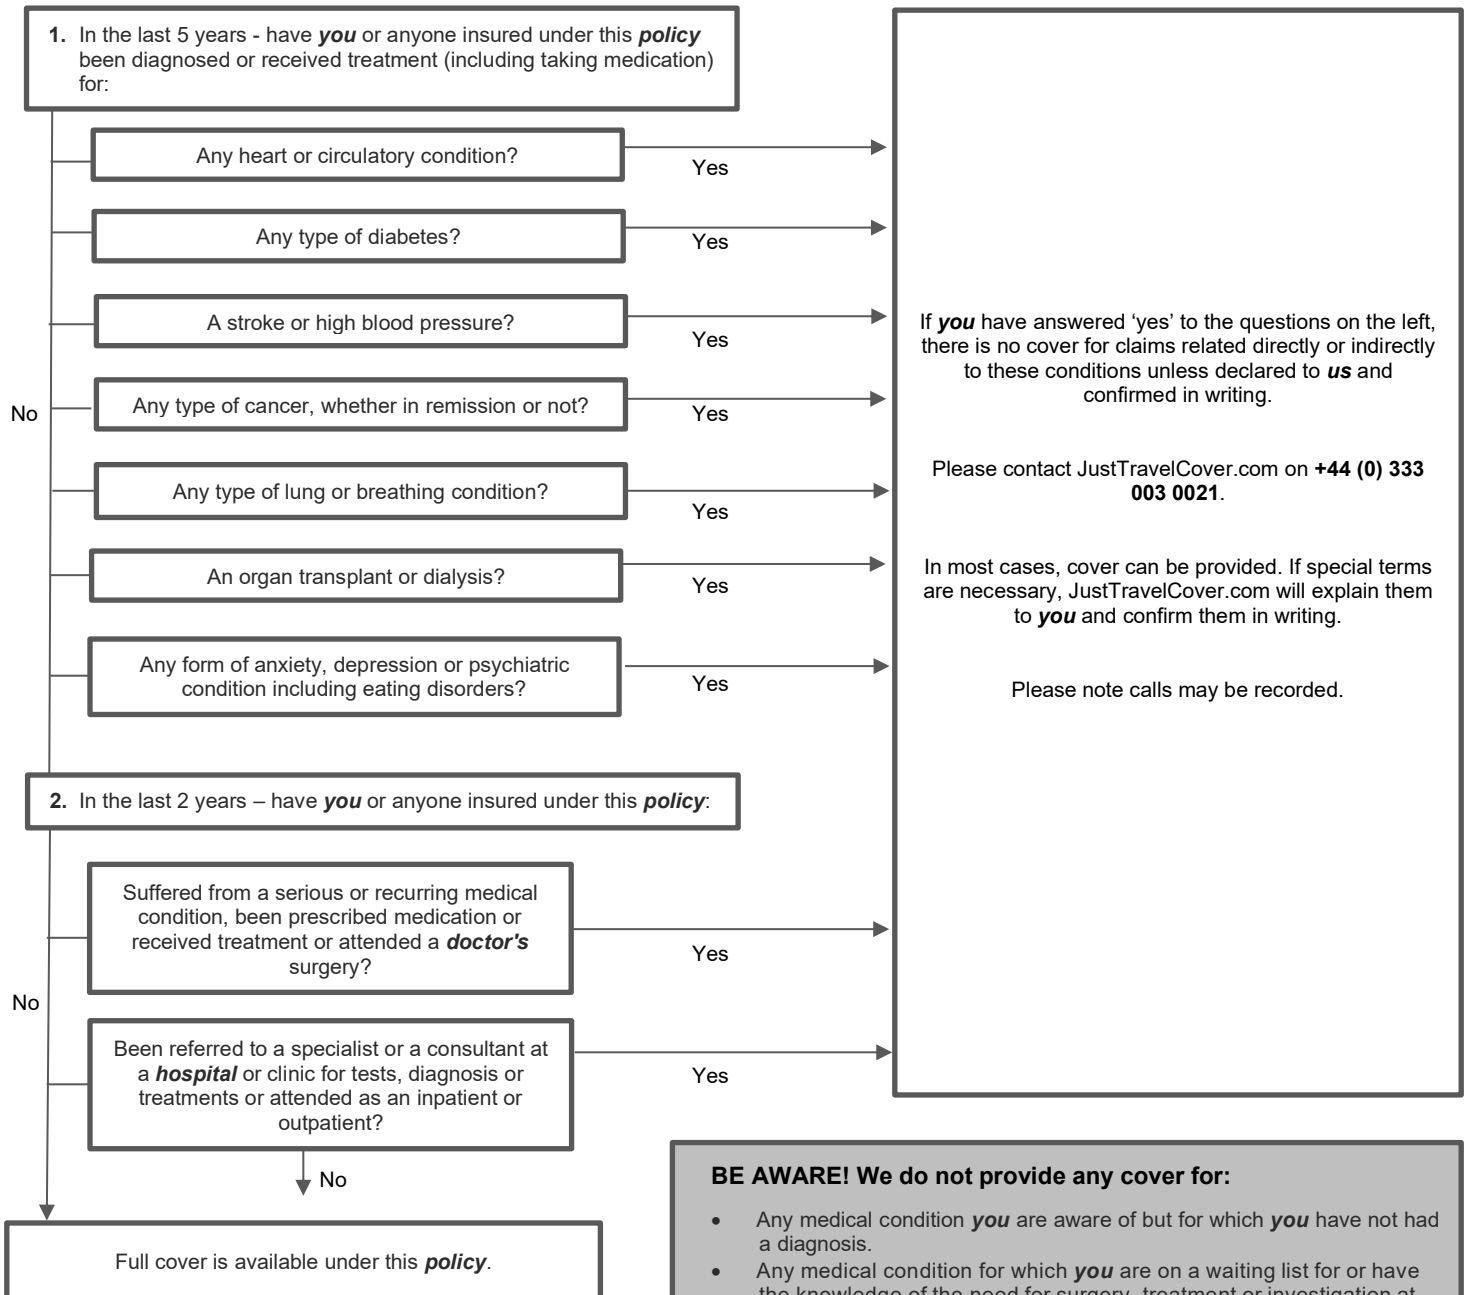 1. In the last 5 years - have you or anyone insured under this policy
been diagnosed or received treatment (including taking medication)
for:
Any heart or circulatory condition?
Yes
Any type of diabetes?
Yes
A stroke or high blood pressure?
Yes
No
Any type of cancer, whether in remission or not?
Yes
Any type of lung or breathing condition?
Yes
An organ transplant or dialysis?
Yes
Any form of anxiety, depression or psychiatric
condition including eating disorders?
Yes
If you have answered ‘yes’ to the questions on the left,
there is no cover for claims related directly or indirectly
to these conditions unless declared to us and
confirmed in writing.
Please contact JustTravelCover.com on +44 (0) 333
003 0021.
In most cases, cover can be provided. If special terms
are necessary, JustTravelCover.com will explain them
to you and confirm them in writing.
Please note calls may be recorded.
2. In the last 2 years – have you or anyone insured under this policy:
Suffered from a serious or recurring medical
condition, been prescribed medication or
received treatment or attended a doctor's
surgery?
Yes
No
Been referred to a specialist or a consultant at
a hospital or clinic for tests, diagnosis or
treatments or attended as an inpatient or
outpatient?
Yes
No
Full cover is available under this policy.
BE AWARE! We do not provide any cover for:
• Any medical condition you are aware of but for which you have not had
a diagnosis.
• Any medical condition for which you are on a waiting list for or have
the knowledge of the need for surgery, treatment or investigation at